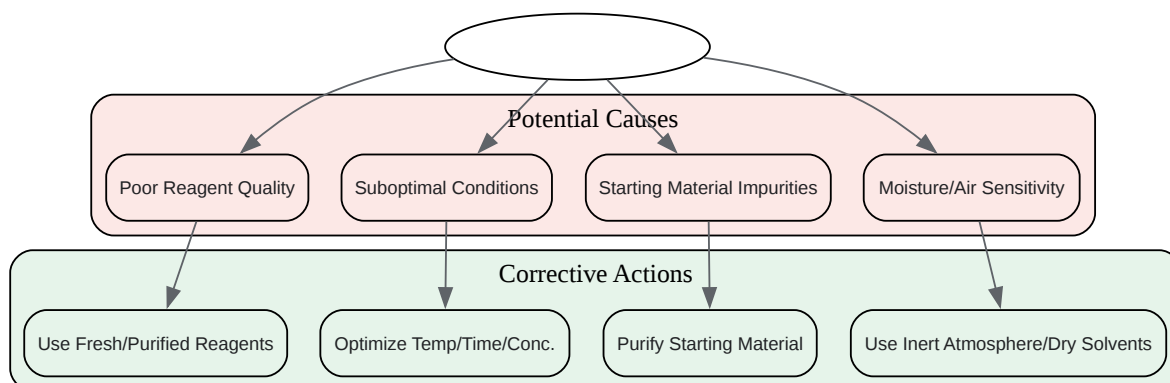 Potential Causes
Poor Reagent Quality
Suboptimal Conditions
Starting Material Impurities
Moisture/Air Sensitivity
Corrective Actions
Use Fresh/Purified Reagents
Optimize Temp/Time/Conc.
Purify Starting Material
Use Inert Atmosphere/Dry Solvents